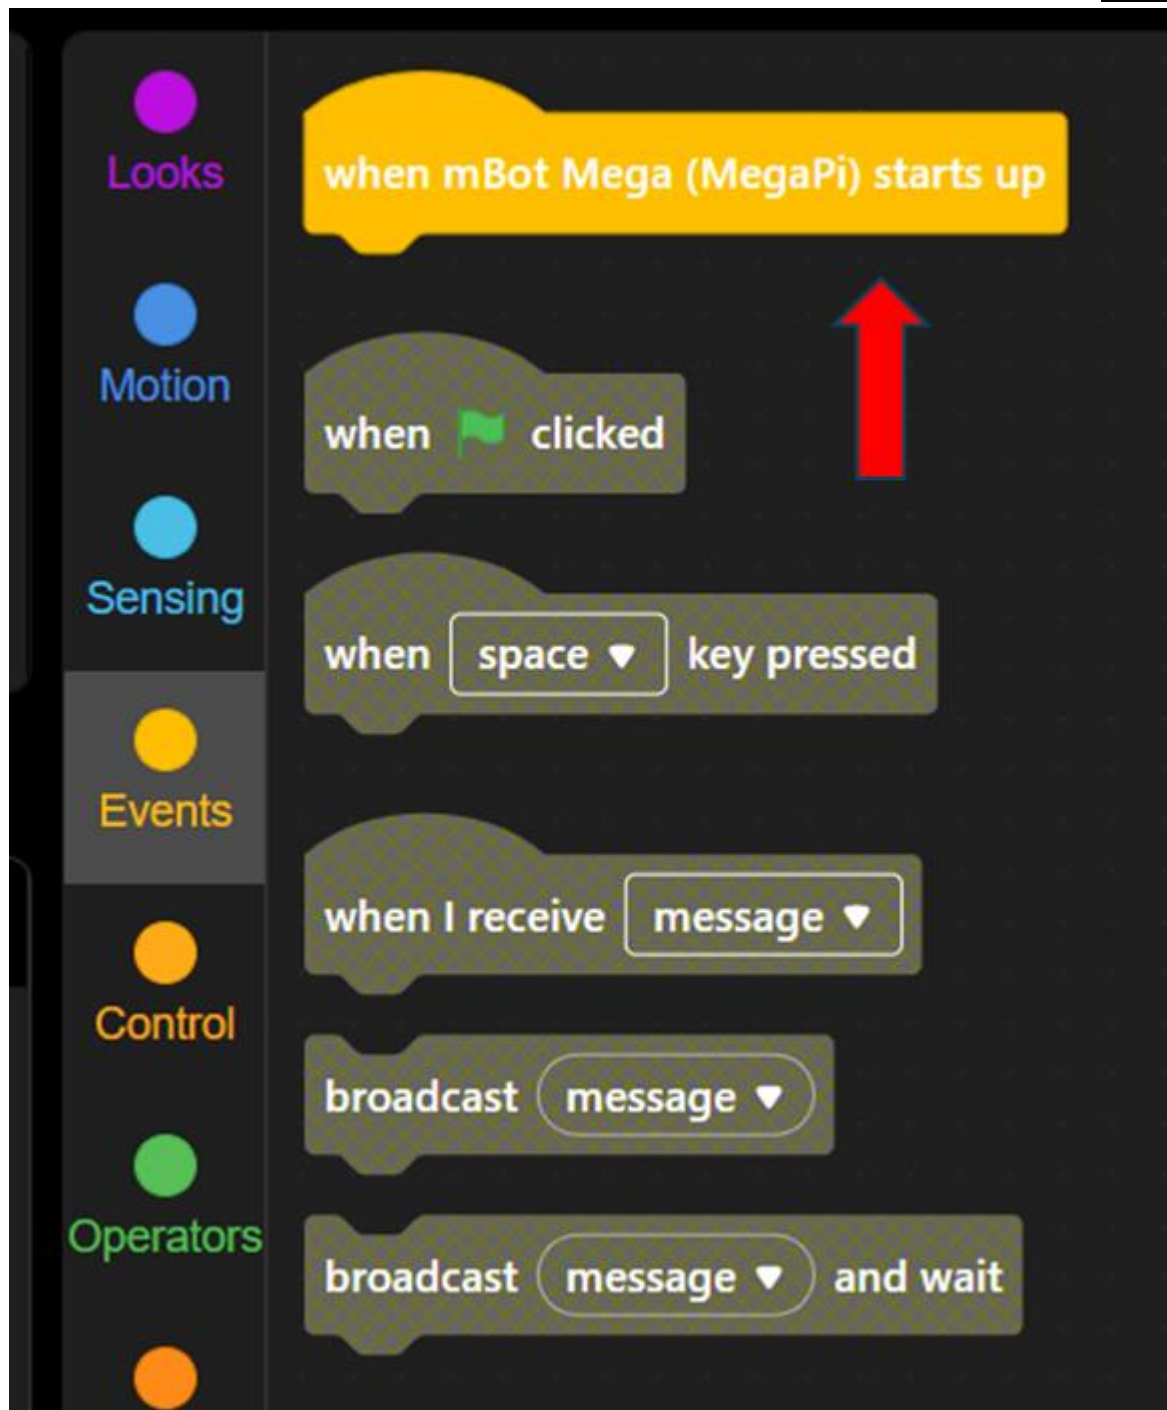 Looks
Motion
Sensing
Events
Control
Operators
when mBot Mega (MegaPi) starts up
when clicked
when space key pressed
when I receive message
broadcast message
broadcast message and wait